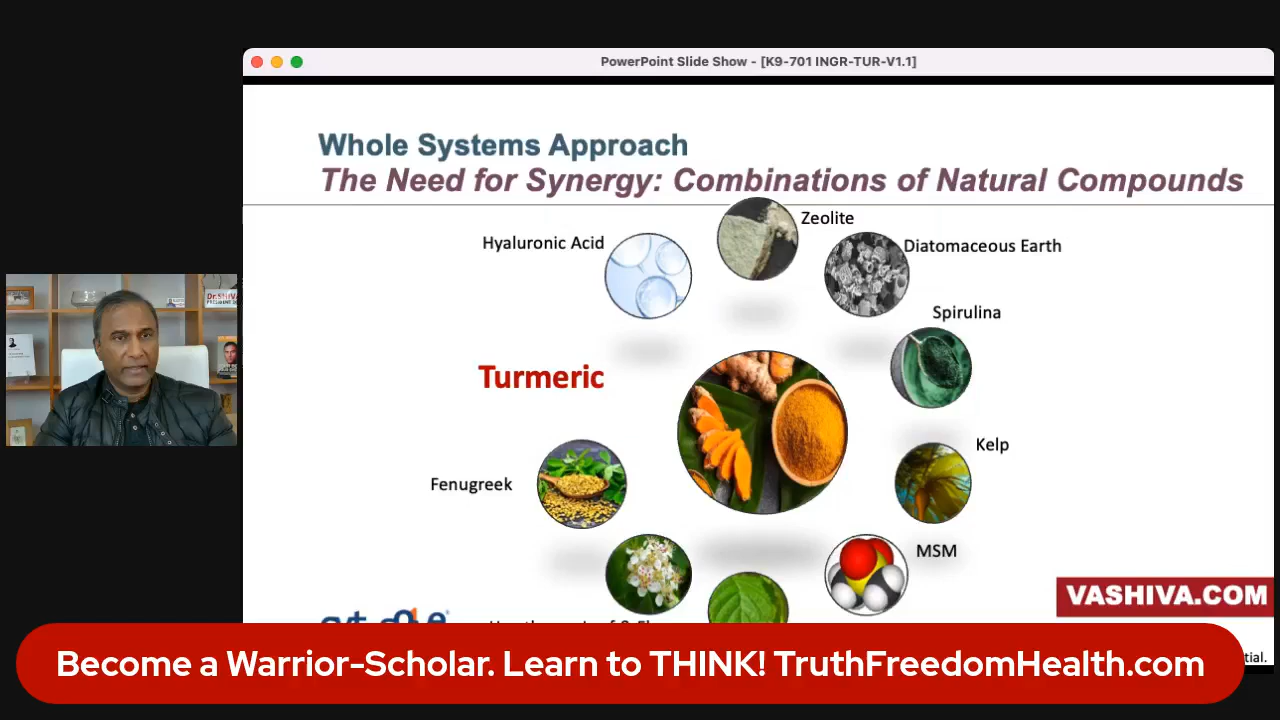 PowerPoint Slide Show - [K9-701 INGR-TUR-V1.1]
Whole Systems Approach
The Need for Synergy: Combinations of Natural Compounds
Zeolite
Hyaluronic Acid
Diatomaceous Earth
Spirulina
Turmeric
Kelp
Fenugreek
MSM
VASHIVA.COM
Dr.SHIVA
Become a Warrior-Scholar. Learn to THINK! TruthFreedomHealth.com